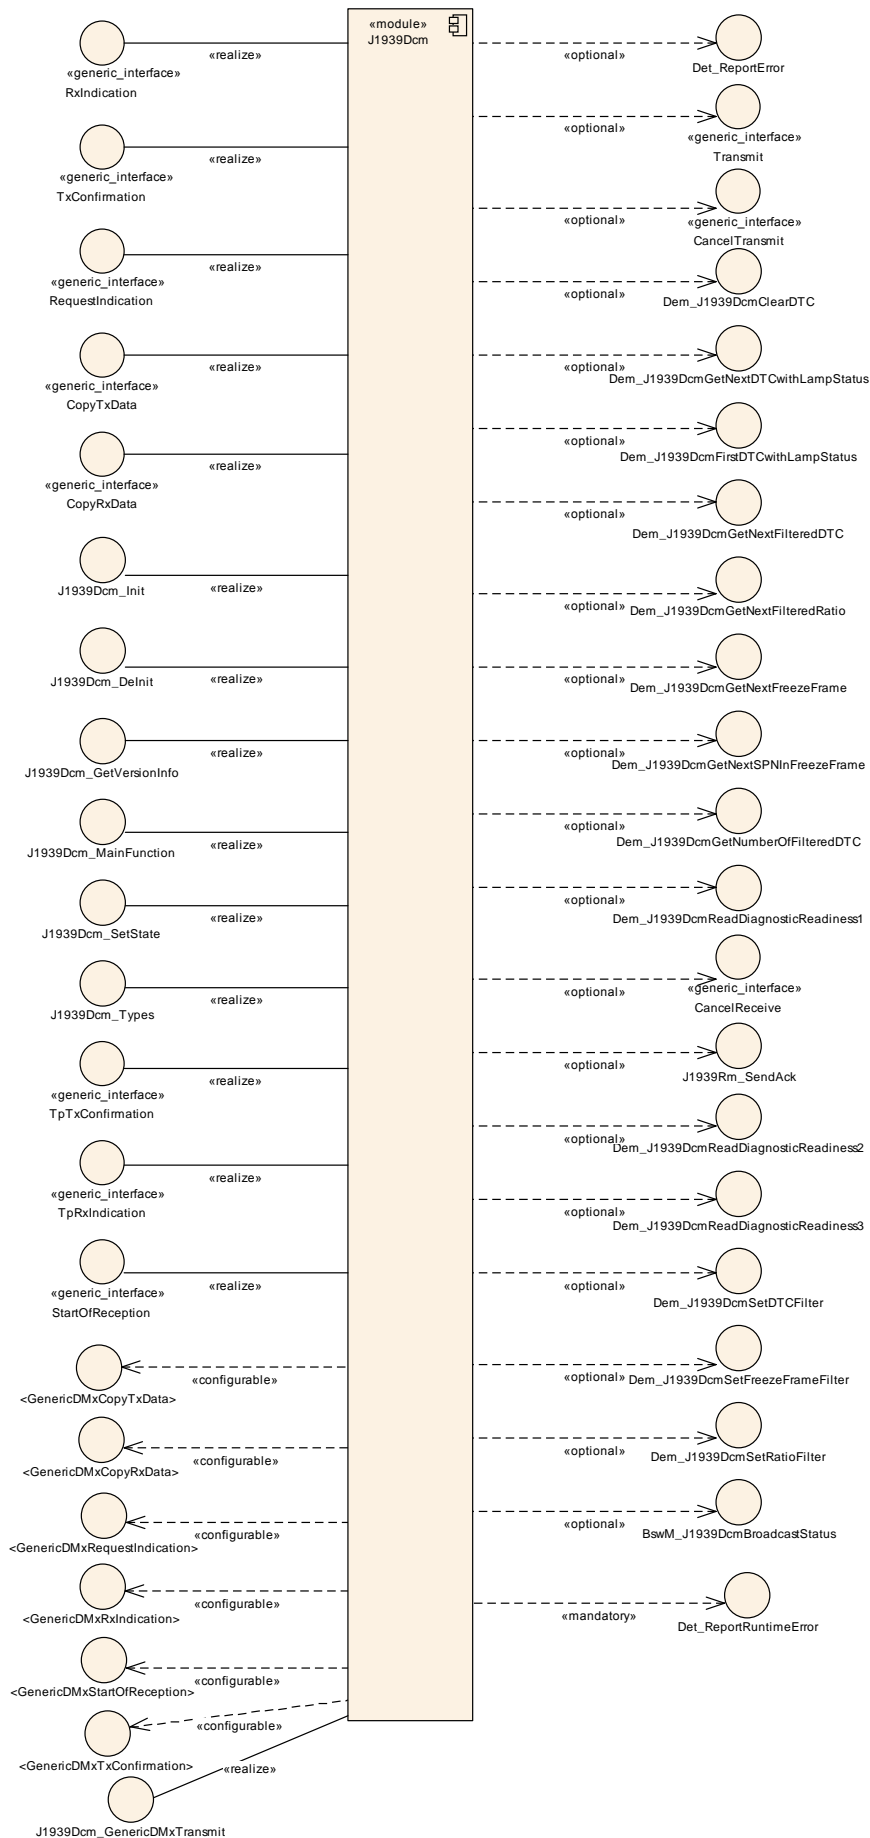 «module»
J1939Dcm
«generic_interface»
RxIndication
«realize»
«generic_interface»
TxConfirmation
«realize»
«generic_interface»
RequestIndication
«realize»
«generic_interface»
CopyTxData
«realize»
«generic_interface»
CopyRxData
«realize»
J1939Dcm_Init
«realize»
J1939Dcm_DeInit
«realize»
J1939Dcm_GetVersionInfo
«realize»
J1939Dcm_MainFunction
«realize»
J1939Dcm_SetState
«realize»
J1939Dcm_Types
«realize»
«generic_interface»
TpTxConfirmation
«realize»
«generic_interface»
TpRxIndication
«realize»
«generic_interface»
StartOfReception
«realize»
<GenericDMxCopyTxData>
«configurable»
<GenericDMxCopyRxData>
«configurable»
<GenericDMxRequestIndication>
«configurable»
<GenericDMxRxIndication>
«configurable»
<GenericDMxStartOfReception>
«configurable»
<GenericDMxTxConfirmation>
«configurable»
J1939Dcm_GenericDMxTransmit
«realize»
«optional»
Det_ReportError
«optional»
«generic_interface»
Transmit
«optional»
«generic_interface»
CancelTransmit
«optional»
Dem_J1939DcmClearDTC
«optional»
Dem_J1939DcmGetNextDTCwithLampStatus
«optional»
Dem_J1939DcmFirstDTCwithLampStatus
«optional»
Dem_J1939DcmGetNextFilteredDTC
«optional»
Dem_J1939DcmGetNextFilteredRatio
«optional»
Dem_J1939DcmGetNextFreezeFrame
«optional»
Dem_J1939DcmGetNextSPNInFreezeFrame
«optional»
Dem_J1939DcmGetNumberOfFilteredDTC
«optional»
Dem_J1939DcmReadDiagnosticReadiness1
«optional»
«generic_interface»
CancelReceive
«optional»
J1939Rm_SendAck
«optional»
Dem_J1939DcmReadDiagnosticReadiness2
«optional»
Dem_J1939DcmReadDiagnosticReadiness3
«optional»
Dem_J1939DcmSetDTCFilter
«optional»
Dem_J1939DcmSetFreezeFrameFilter
«optional»
Dem_J1939DcmSetRatioFilter
«optional»
BswM_J1939DcmBroadcastStatus
«mandatory»
Det_ReportRuntimeError